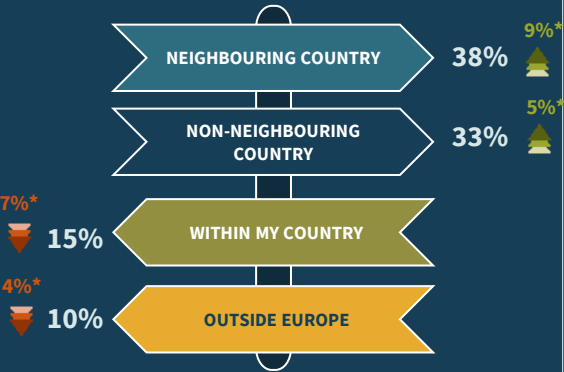 9%*
NEIGHBOURING COUNTRY
38%
5%*
NON-NEIGHBOURING
COUNTRY
33%
7%*
WITHIN MY COUNTRY
15%
4%*
OUTSIDE EUROPE
10%